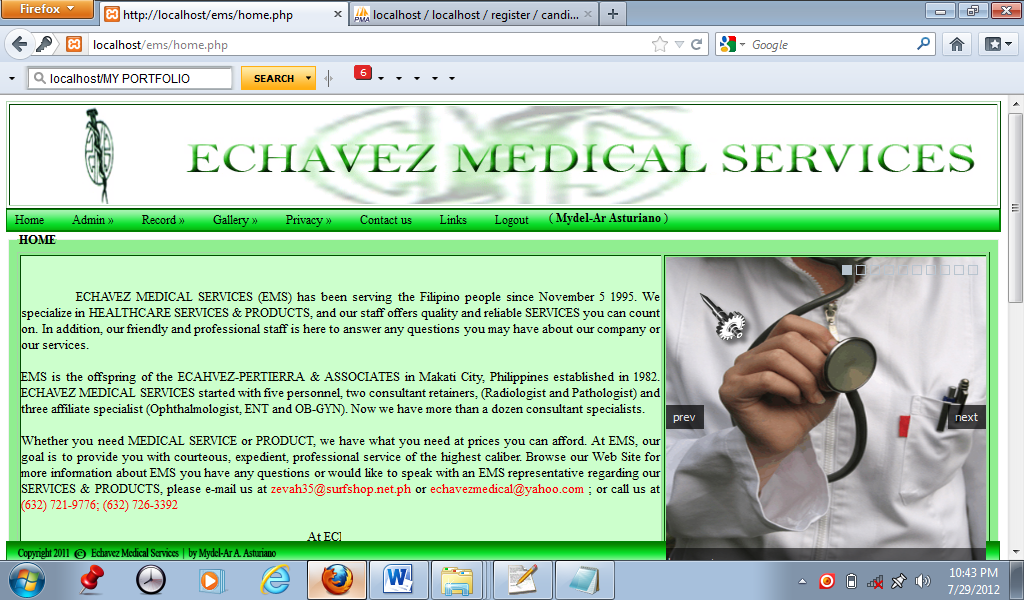 Firefox
http://localhost/ems/home.php
PMA
localhost / localhost / register / candi...
localhost/ems/home.php
Google
localhost/MY PORTFOLIO
SEARCH
6
ECHAVEZ MEDICAL SERVICES
Home Admin » Record » Gallery » Privacy » Contact us Links Logout ( Mydel-Ar Asturiano )
HOME
ECHAVEZ MEDICAL SERVICES (EMS) has been serving the Filipino people since November 5 1995. We
specialize in HEALTHCARE SERVICES & PRODUCTS, and our staff offers quality and reliable SERVICES you can count
on. In addition, our friendly and professional staff is here to answer any questions you may have about our company or
our services.
EMS is the offspring of the ECAHVEZ-PERTIERRA & ASSOCIATES in Makati City, Philippines established in 1982.
ECHAVEZ MEDICAL SERVICES started with five personnel, two consultant retainers, (Radiologist and Pathologist) and
three affiliate specialist (Ophthalmologist, ENT and OB-GYN). Now we have more than a dozen consultant specialists.
Whether you need MEDICAL SERVICE or PRODUCT, we have what you need at prices you can afford. At EMS, our
goal is to provide you with courteous, expedient, professional service of the highest caliber. Browse our Web Site for
more information about EMS you have any questions or would like to speak with an EMS representative regarding our
SERVICES & PRODUCTS, please e-mail us at zevah35@surfshop.net.ph or echavezmedical@yahoo.com ; or call us at
(632) 721-9776; (632) 726-3392
At ECI
prev
next
Copyright 2011 © Echavez Medical Services | by Mydel-Ar A. Asturiano
10:43 PM
7/29/2012